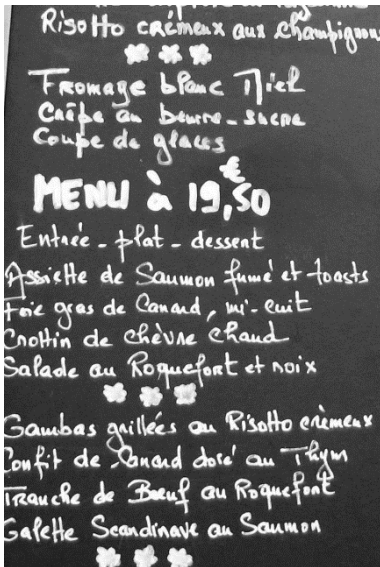 Risotto crémeux aux champignons
Fromage blanc Miel
Crêpe au beurre-sucre
Coupe de glaces
MENU à 19,50 €
Entrée - plat - dessent
Assiette de Saumon fumé et toasts
Foie gras de Canard, mi-cuit
Crottin de chèvre chaud
Salade au Roquefort et noix
Gambas grillées au Risotto crèmeux
Confit de Canard doré au Thym
Tranche de Bœuf au Roquefort
Galette Scandinave au Saumon